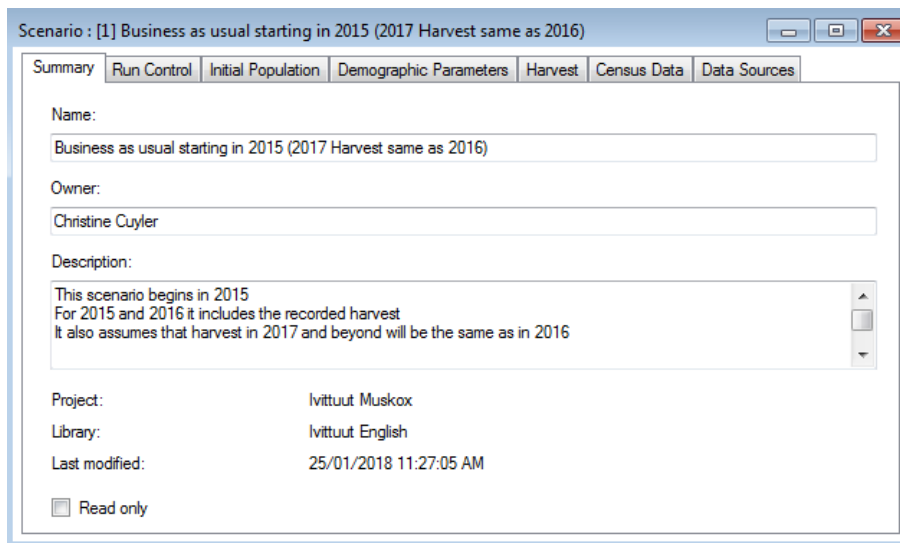 Scenario : [1] Business as usual starting in 2015 (2017 Harvest same as 2016)
Summary Run Control Initial Population Demographic Parameters Harvest Census Data Data Sources
Name:
Business as usual starting in 2015 (2017 Harvest same as 2016)
Owner:
Christine Cuyler
Description:
This scenario begins in 2015
For 2015 and 2016 it includes the recorded harvest
It also assumes that harvest in 2017 and beyond will be the same as in 2016
Project: Ivittuut Muskox
Library: Ivittuut English
Last modified: 25/01/2018 11:27:05 AM
Read only